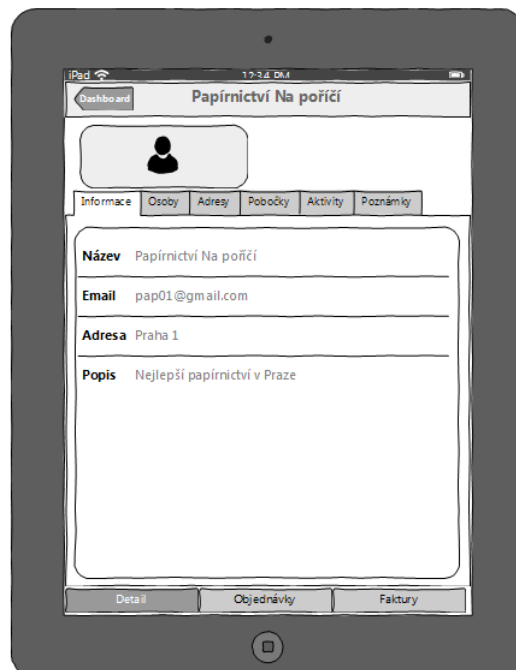 iPad 12:34 PM
Dashboard Papírnictví Na poříčí
Informace Osoby Adresy Pobočky Aktivity Poznámky
Název Papírnictví Na poříčí
Email pap01@gmail.com
Adresa Praha 1
Popis Nejlepší papírnictví v Praze
Detail Objednávky Faktury